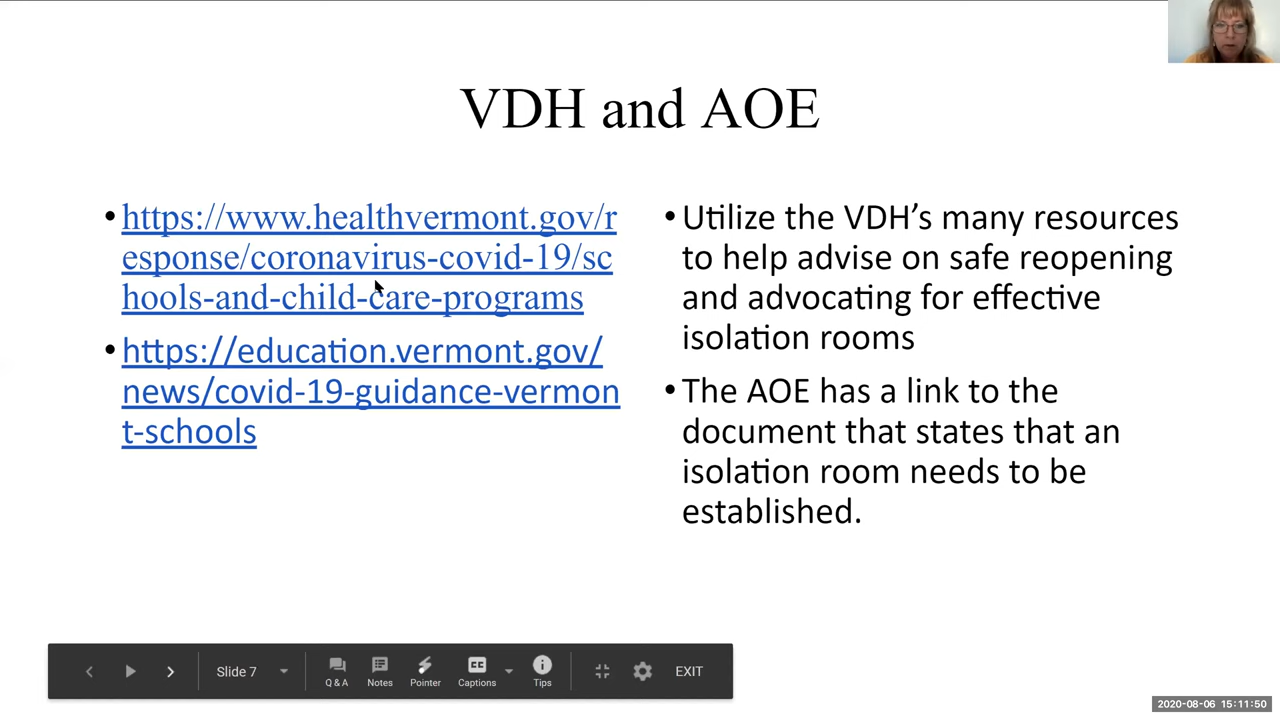 VDH and AOE
• https://www.healthvermont.gov/r
esponse/coronavirus-covid-19/sc
hools-and-child-care-programs
• https://education.vermont.gov/
news/covid-19-guidance-vermon
t-schools
• Utilize the VDH’s many resources
to help advise on safe reopening
and advocating for effective
isolation rooms
• The AOE has a link to the
document that states that an
isolation room needs to be
established.
Slide 7
Q & A
Notes
Pointer
CC
Captions
Tips
EXIT
2020-08-06 15:11:50